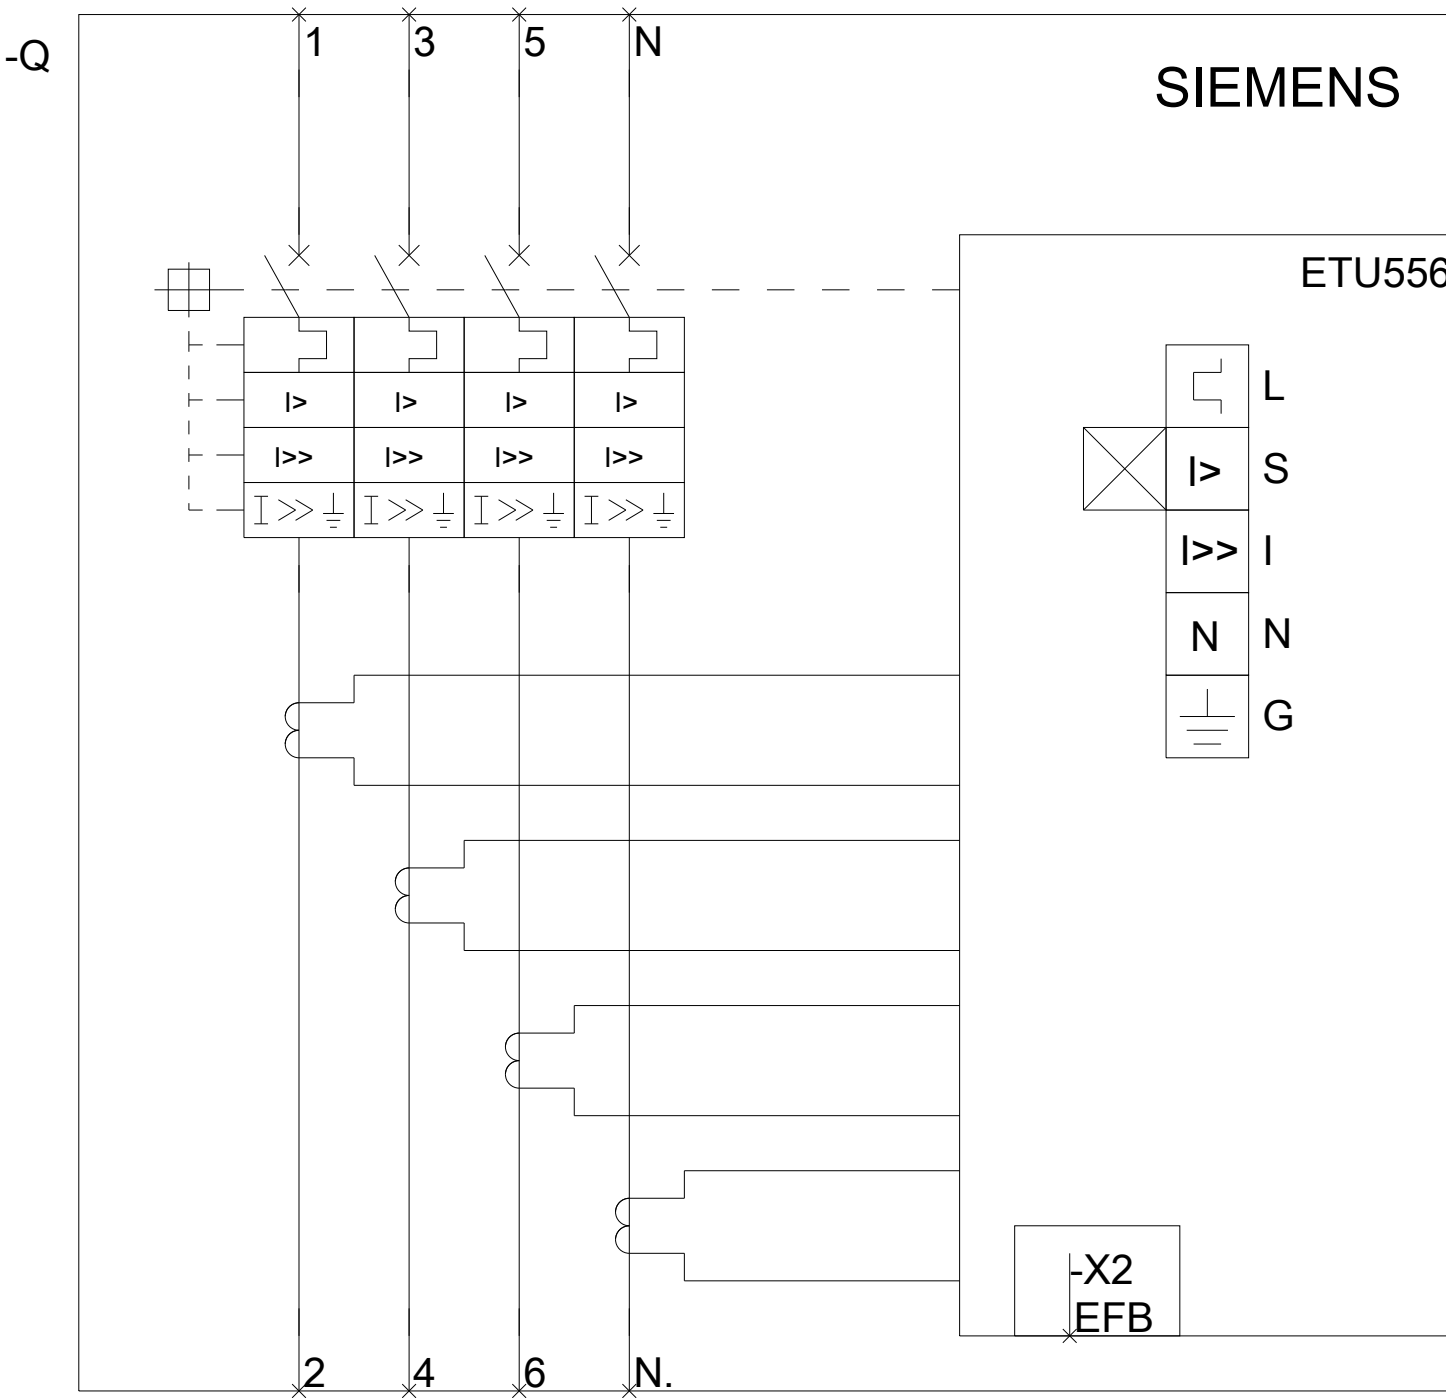 -Q
1 3 5 N
SIEMENS
ETU556
I> I> I> I>
I>> I>> I>> I>>
I >> I >> I >> I >>
L
I> S
I>> I
N N
G
-X2
EFB
2 4 6 N.